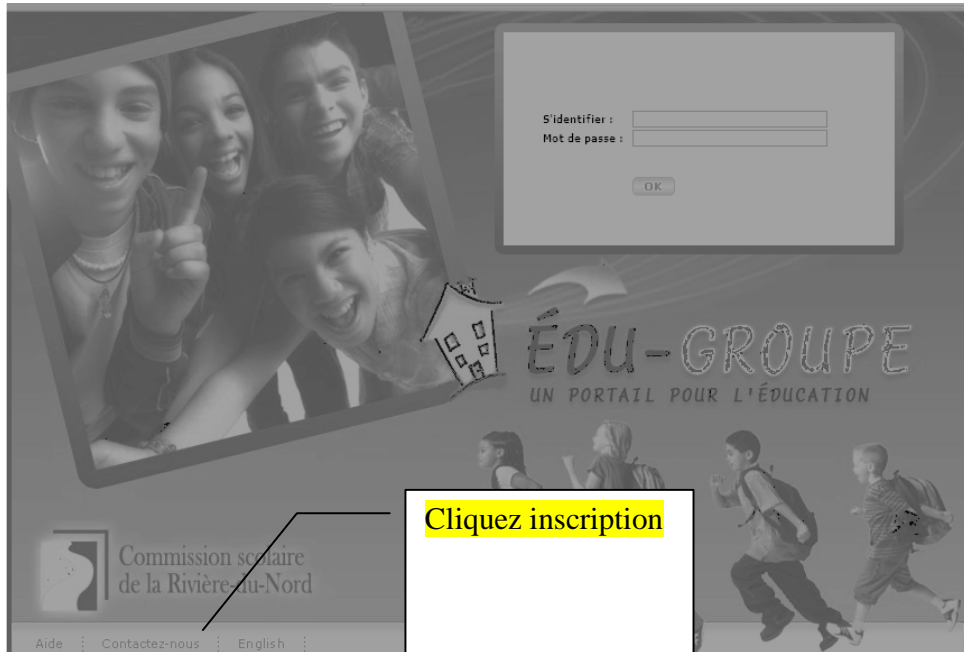 S'identifier :
Mot de passe :
OK
ÉDU-GROUPE
UN PORTAIL POUR L'ÉDUCATION
Cliquez inscription
Commission scolaire
de la Rivière-du-Nord
Aide Contactez-nous English